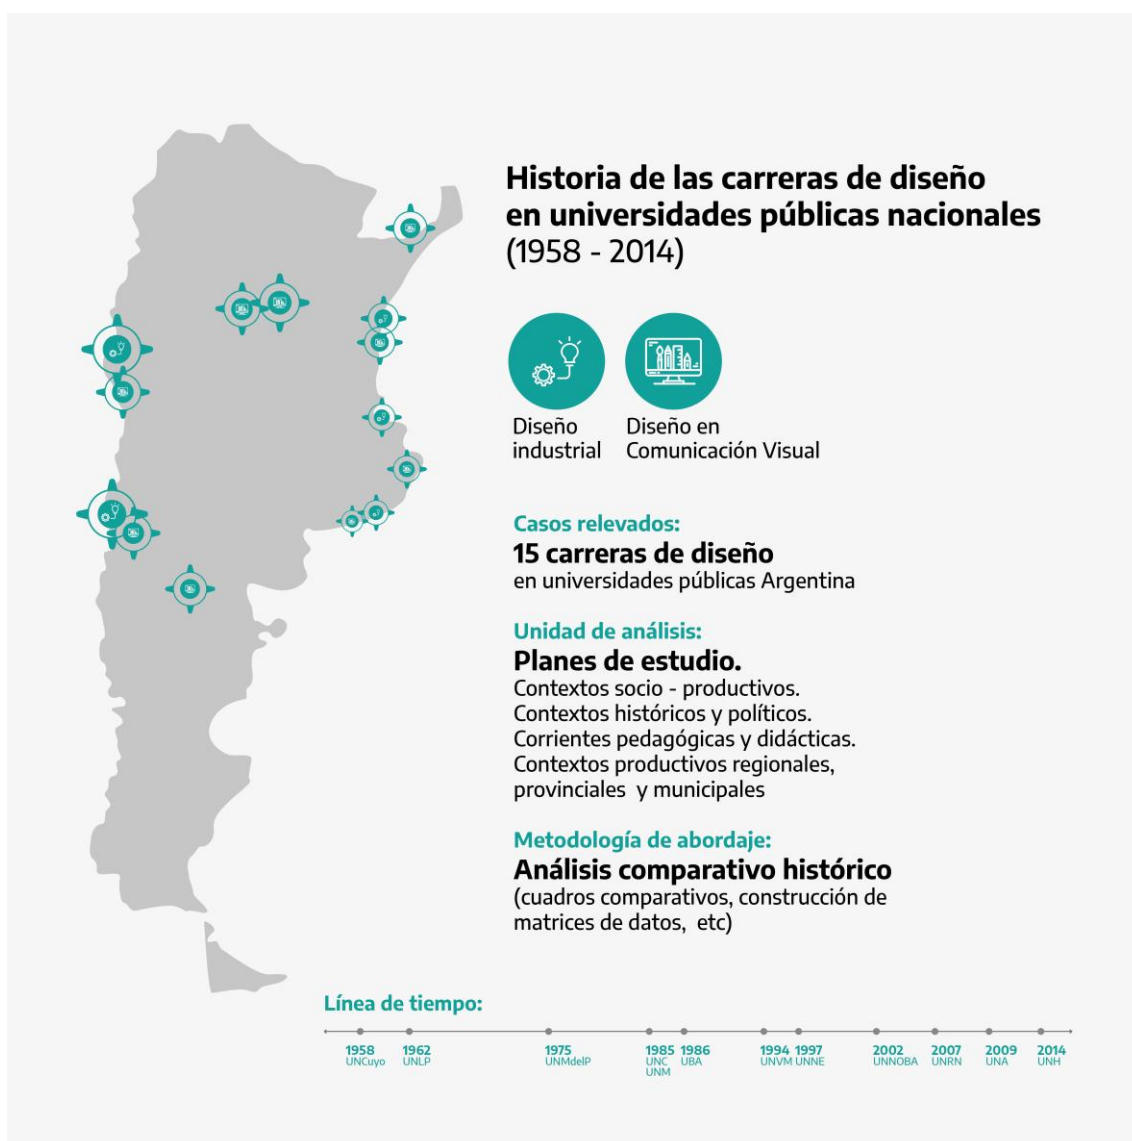 Historia de las carreras de diseño
en universidades públicas nacionales
(1958 - 2014)
Diseño
industrial
Diseño en
Comunicación Visual
Casos relevados:
15 carreras de diseño
en universidades públicas Argentina
Unidad de análisis:
Planes de estudio.
Contextos socio - productivos.
Contextos históricos y políticos.
Corrientes pedagógicas y didácticas.
Contextos productivos regionales,
provinciales y municipales
Metodología de abordaje:
Análisis comparativo histórico
(cuadros comparativos, construcción de
matrices de datos, etc)
Línea de tiempo:
1958
UNCuyo
1962
UNLP
1975
UNMdelP
1985
UNC
UNM
1986
UBA
1994
UNVM
1997
UNNE
2002
UNNOBA
2007
UNRN
2009
UNA
2014
UNH